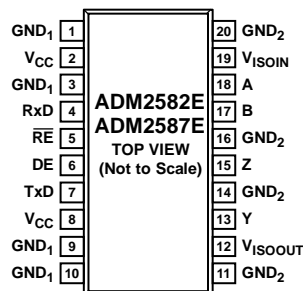 GND1 1 20 GND2
VCC 2 19 VISOIN
GND1 3 18 A
RxD 4 17 B
RE 5 16 GND2
DE 6 15 Z
TxD 7 14 GND2
VCC 8 13 Y
GND1 9 12 VISOOUT
GND1 10 11 GND2
ADM2582E
ADM2587E
TOP VIEW
(Not to Scale)